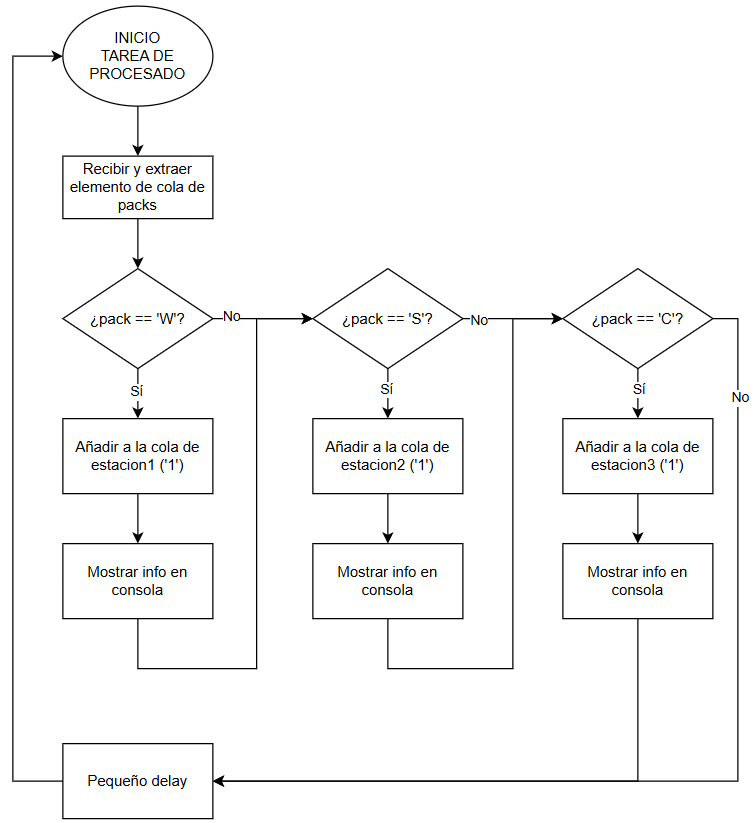 INICIO
TAREA DE
PROCESADO
Recibir y extraer
elemento de cola de
packs
¿pack == 'W'?
No
¿pack == 'S'?
No
¿pack == 'C'?
No
Sí
Sí
Sí
Añadir a la cola de
estacion1 ('1')
Añadir a la cola de
estacion2 ('1')
Añadir a la cola de
estacion3 ('1')
Mostrar info en
consola
Mostrar info en
consola
Mostrar info en
consola
Pequeño delay